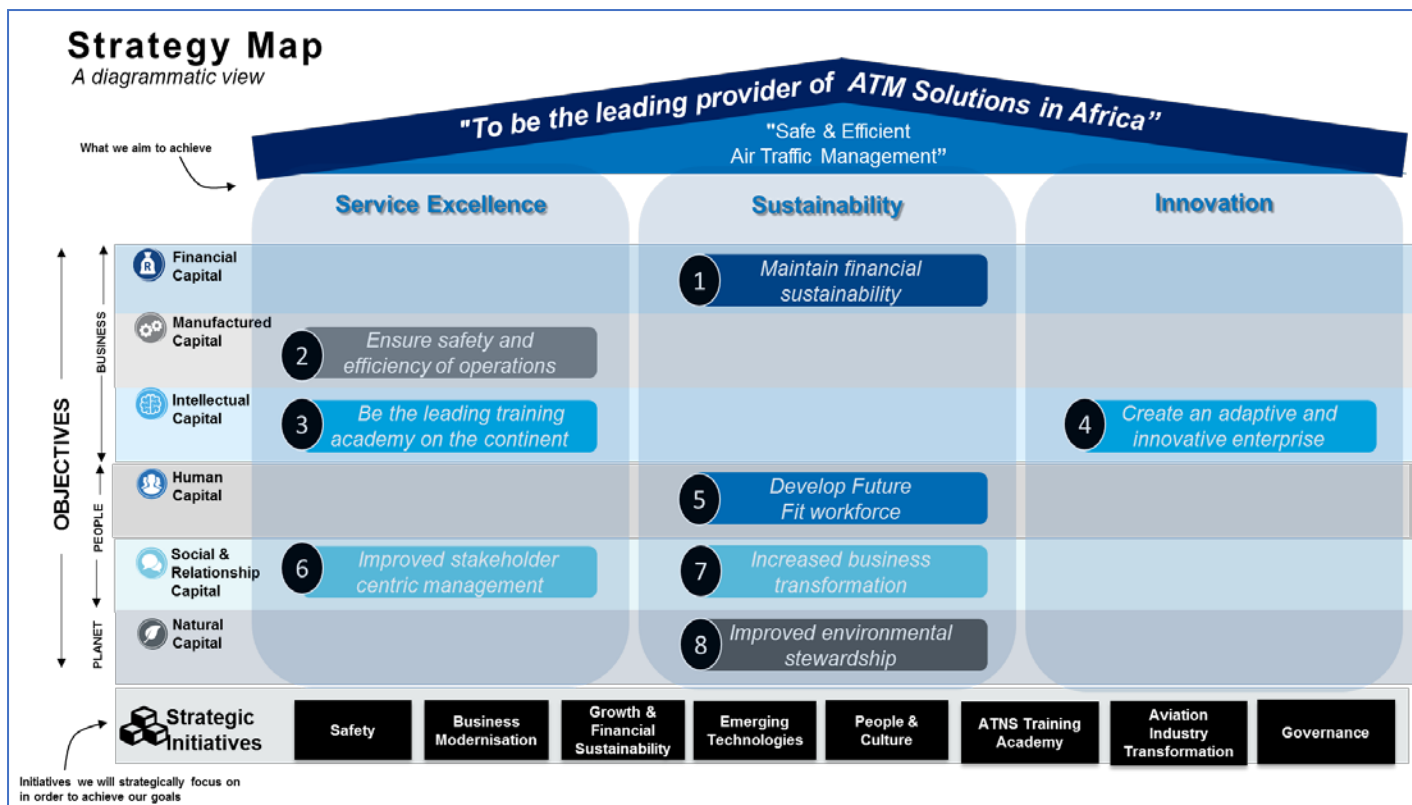 Strategy Map
A diagrammatic view
"To be the leading provider of ATM Solutions in Africa”
"Safe & Efficient
Air Traffic Management”
What we aim to achieve
Service Excellence
Sustainability
Innovation
OBJECTIVES
BUSINESS
PEOPLE
PLANET
R
Financial
Capital
1
Maintain financial
sustainability
Manufactured
Capital
2
Ensure safety and
efficiency of operations
Intellectual
Capital
3
Be the leading training
academy on the continent
4
Create an adaptive and
innovative enterprise
Human
Capital
5
Develop Future
Fit workforce
Social &
Relationship
Capital
6
Improved stakeholder
centric management
7
Increased business
transformation
Natural
Capital
8
Improved environmental
stewardship
Strategic
Initiatives
Safety
Business
Modernisation
Growth &
Financial
Sustainability
Emerging
Technologies
People &
Culture
ATNS Training
Academy
Aviation
Industry
Transformation
Governance
Initiatives we will strategically focus on
in order to achieve our goals